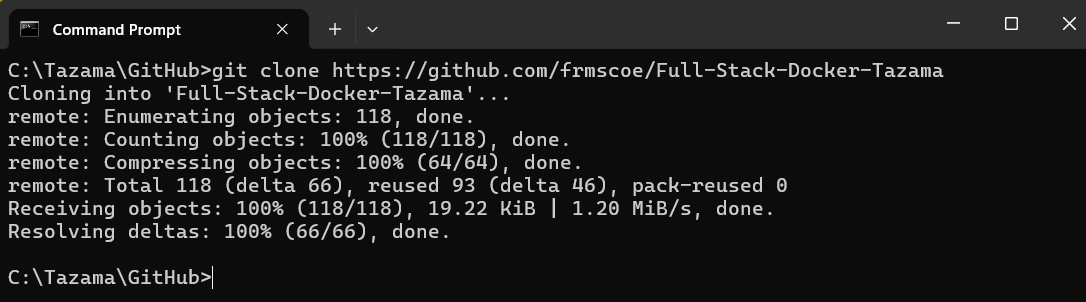 Command Prompt
C:\Tazama\GitHub>git clone https://github.com/frmscoe/Full-Stack-Docker-Tazama
Cloning into 'Full-Stack-Docker-Tazama'...
remote: Enumerating objects: 118, done.
remote: Counting objects: 100% (118/118), done.
remote: Compressing objects: 100% (64/64), done.
remote: Total 118 (delta 66), reused 93 (delta 46), pack-reused 0
Receiving objects: 100% (118/118), 19.22 KiB | 1.20 MiB/s, done.
Resolving deltas: 100% (66/66), done.
C:\Tazama\GitHub>